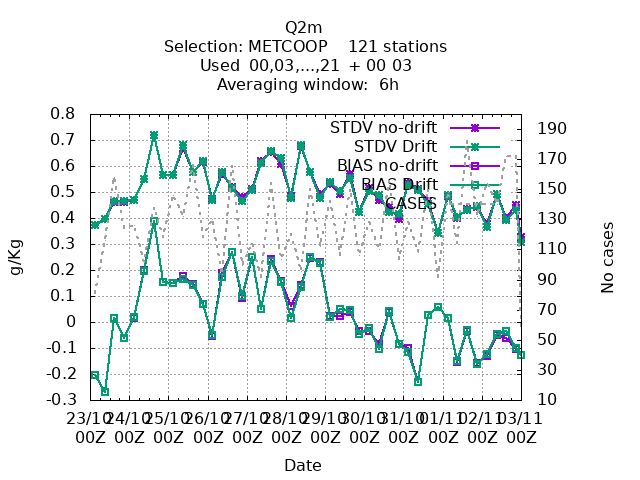 Q2m
Selection: METCOOP    121 stations
Used  00,03,...,21  + 00 03
Averaging window:  6h
STDV no-drift
STDV Drift
BIAS no-drift
BIAS Drift
CASES
g/Kg
0.8
0.7
0.6
0.5
0.4
0.3
0.2
0.1
0
-0.1
-0.2
-0.3
No cases
190
170
150
130
110
90
70
50
30
10
23/10 24/10 25/10 26/10 27/10 28/10 29/10 30/10 31/10 01/11 02/11 03/11
00Z 00Z 00Z 00Z 00Z 00Z 00Z 00Z 00Z 00Z 00Z 00Z
Date